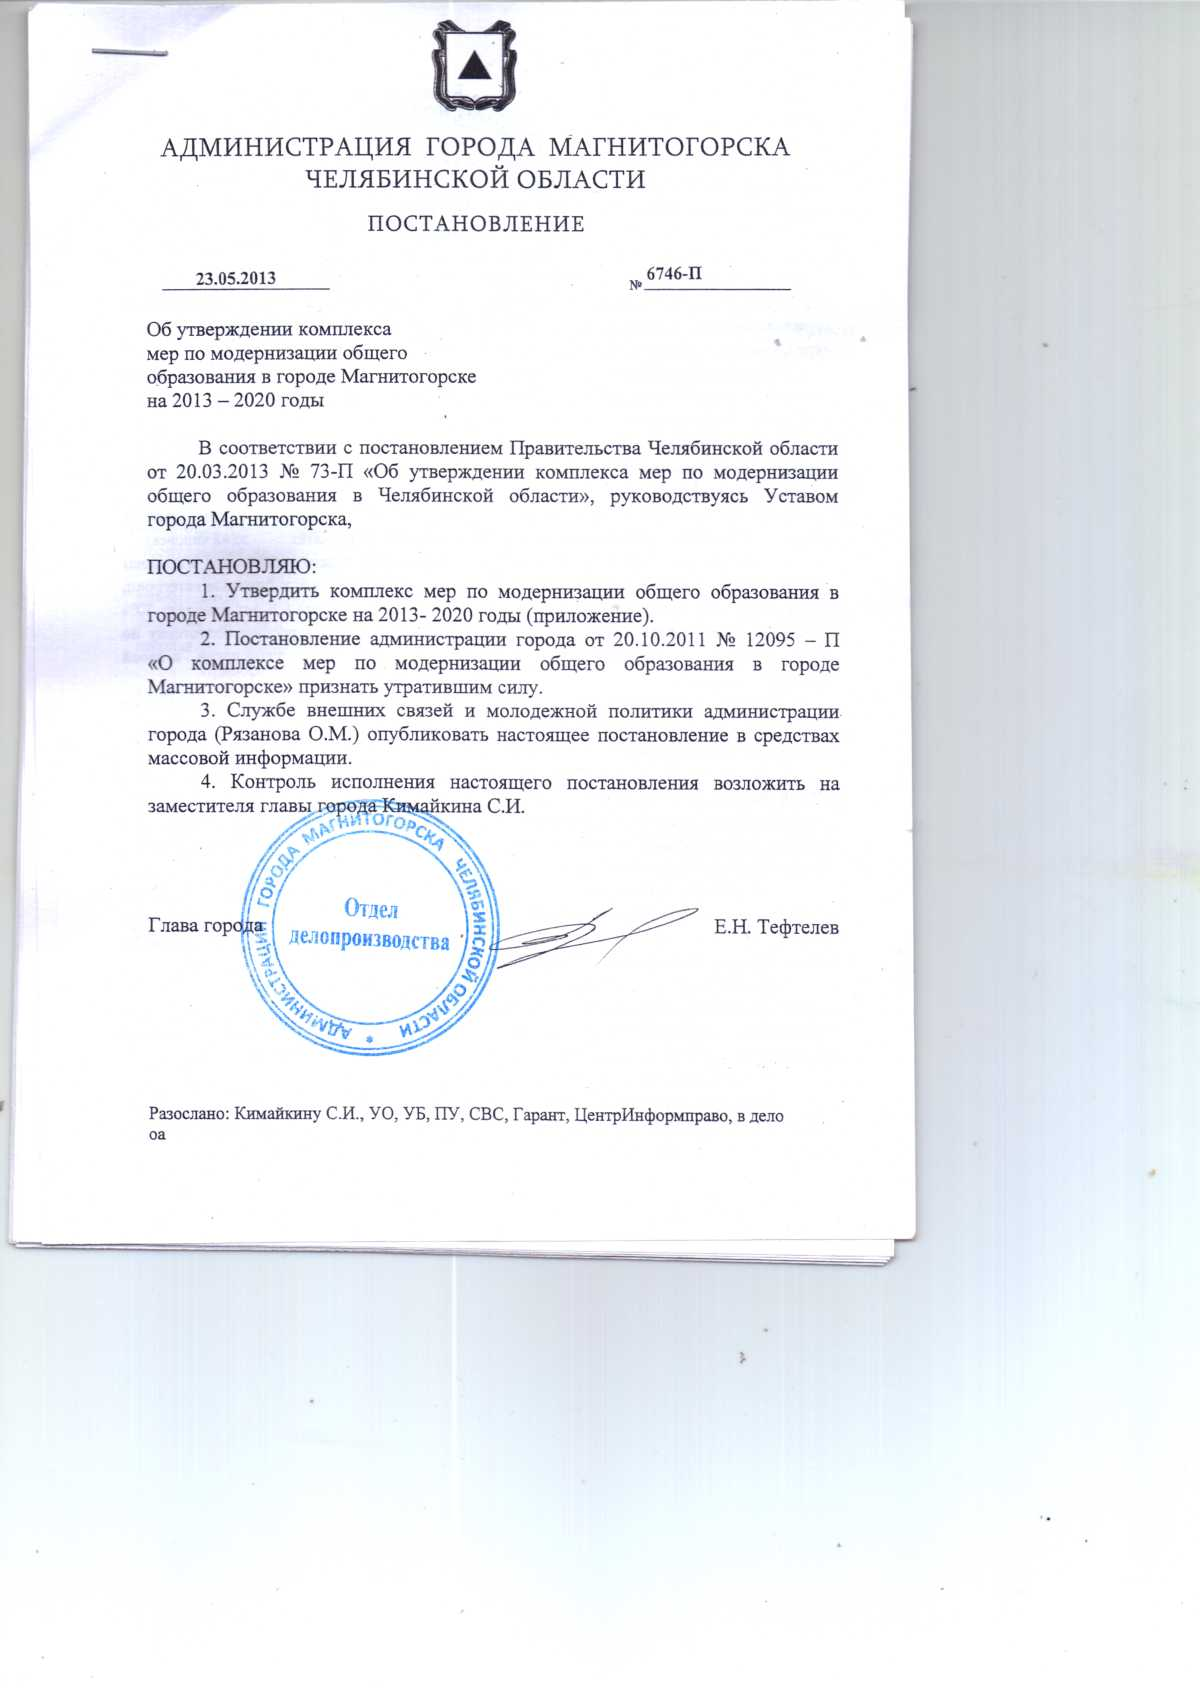 АДМИНИСТРАЦИЯ ГОРОДА МАГНИТОГОРСКА
ЧЕЛЯБИНСКОЙ ОБЛАСТИ
ПОСТАНОВЛЕНИЕ
23.05.2013 № 6746-П
Об утверждении комплекса
мер по модернизации общего
образования в городе Магнитогорске
на 2013 – 2020 годы
В соответствии с постановлением Правительства Челябинской области
от 20.03.2013 № 73-П «Об утверждении комплекса мер по модернизации
общего образования в Челябинской области», руководствуясь Уставом
города Магнитогорска,
ПОСТАНОВЛЯЮ:
1. Утвердить комплекс мер по модернизации общего образования в
городе Магнитогорске на 2013- 2020 годы (приложение).
2. Постановление администрации города от 20.10.2011 № 12095 – П
«О комплексе мер по модернизации общего образования в городе
Магнитогорске» признать утратившим силу.
3. Службе внешних связей и молодежной политики администрации
города (Рязанова О.М.) опубликовать настоящее постановление в средствах
массовой информации.
4. Контроль исполнения настоящего постановления возложить на
заместителя главы города Кимайкина С.И.
Глава города Е.Н. Тефтелев
АДМИНИСТРАЦИИ ГОРОДА МАГНИТОГОРСКА ЧЕЛЯБИНСКОЙ ОБЛАСТИ *
Отдел
делопроизводства
Разослано: Кимайкину С.И., УО, УБ, ПУ, СВС, Гарант, ЦентрИнформправо, в дело
оа